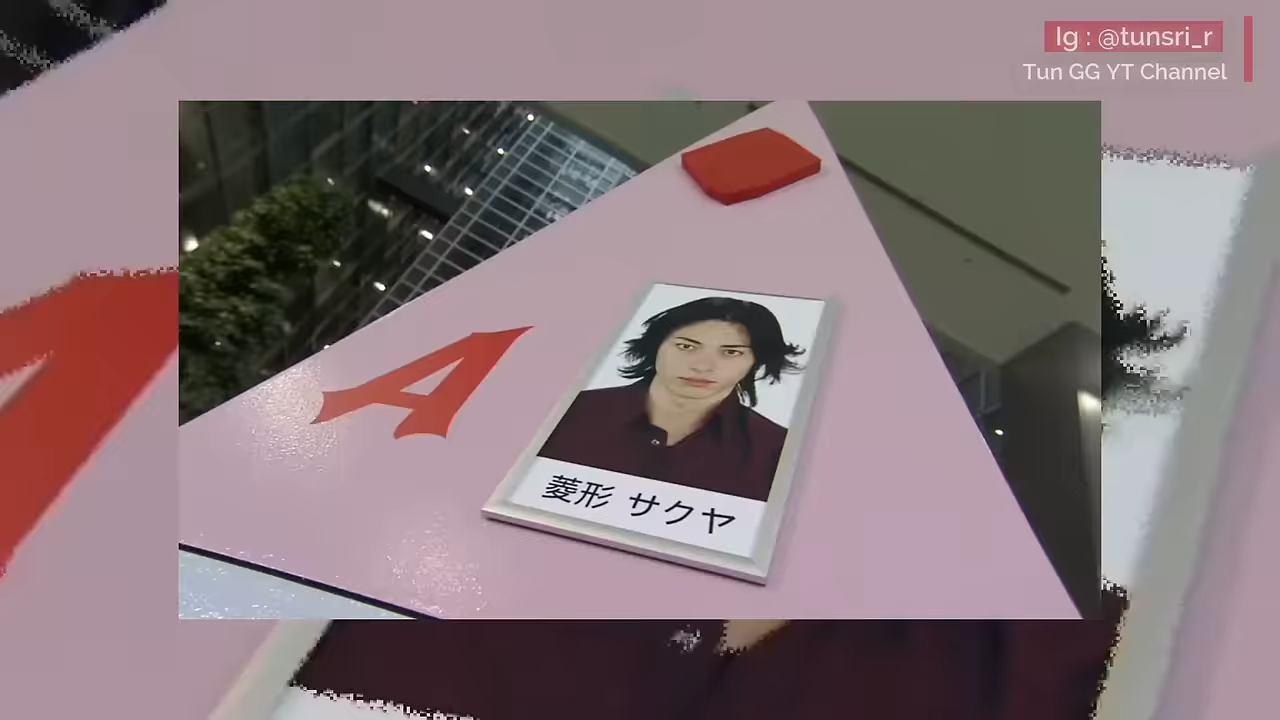 Ig : @tunsri_r
Tun GG YT Channel
A
菱形 サクヤ